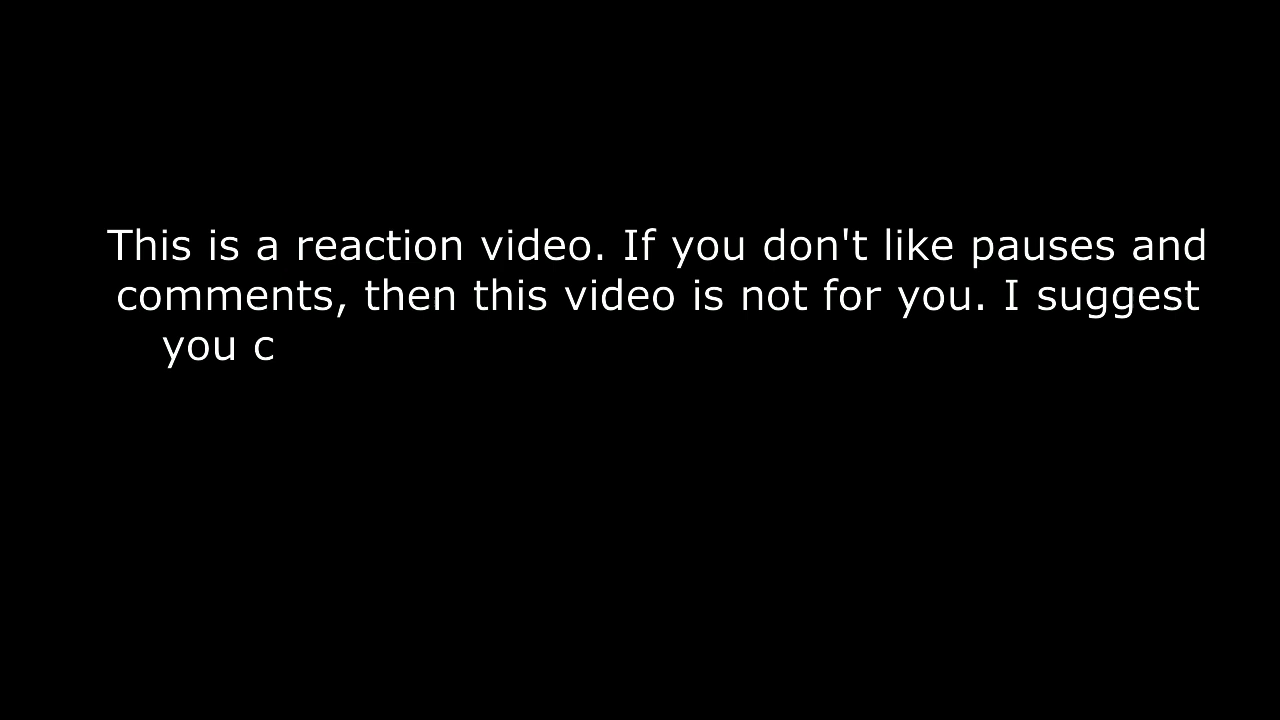 This is a reaction video. If you don't like pauses and
comments, then this video is not for you. I suggest
you c